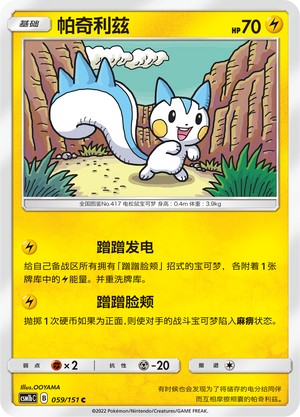 基础 帕奇利兹 HP70
全国图鉴No.417 电松鼠宝可梦 身高：0.4m 体重：3.9kg
蹭蹭发电
给自己备战区所有拥有「蹭蹭脸颊」招式的宝可梦，各附着1张
牌库中的能量。并重洗牌库。
蹭蹭脸颊
抛掷1次硬币如果为正面，则使对手的战斗宝可梦陷入麻痹状态。
弱点 ×2 抗性 -20 撤退
Illus.OOYAMA
CSM1bC B 059/151 C
有时候也会发现为了将储存的电分给同伴
而互相摩擦脸颊的帕奇利兹。
©2022 Pokémon/Nintendo/Creatures/GAME FREAK.